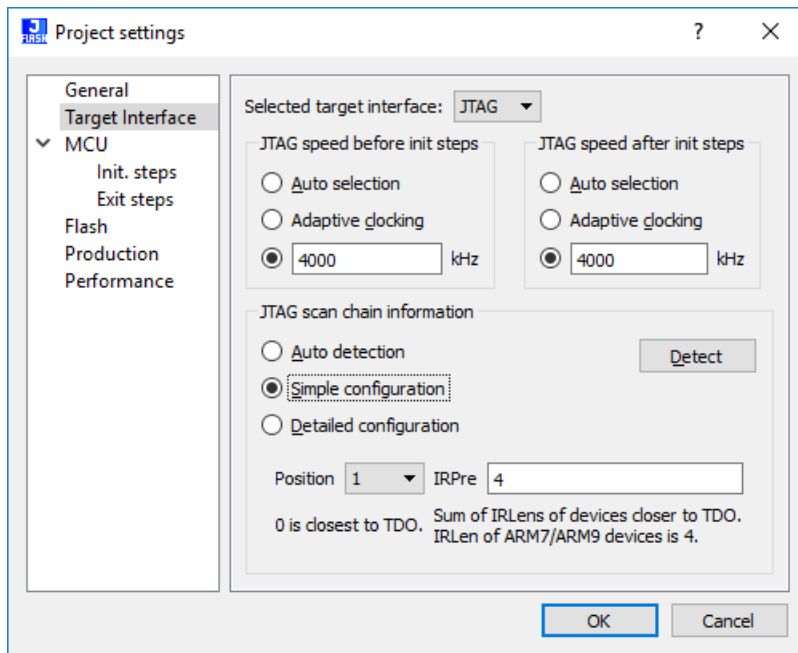 J FLASH
Project settings
?
General
Target Interface
MCU
Init. steps
Exit steps
Flash
Production
Performance
Selected target interface: JTAG
JTAG speed before init steps
Auto selection
Adaptive clocking
4000 kHz
JTAG speed after init steps
Auto selection
Adaptive clocking
4000 kHz
JTAG scan chain information
Auto detection
Simple configuration
Detailed configuration
Detect
Position 1 IRPre 4
0 is closest to TDO.
Sum of IRLens of devices closer to TDO.
IRLen of ARM7/ARM9 devices is 4.
OK
Cancel